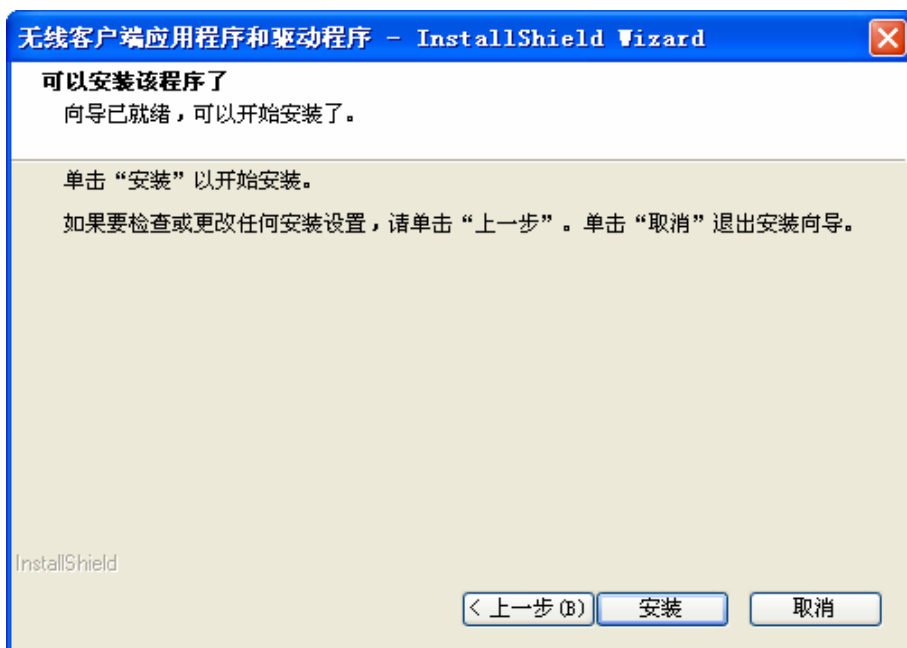 无线客户端应用程序和驱动程序 - InstallShield Wizard
可以安装该程序了
向导已就绪，可以开始安装了。
单击“安装”以开始安装。
如果要检查或更改任何安装设置，请单击“上一步”。单击“取消”退出安装向导。
InstallShield
< 上一步(B) 安装 取消